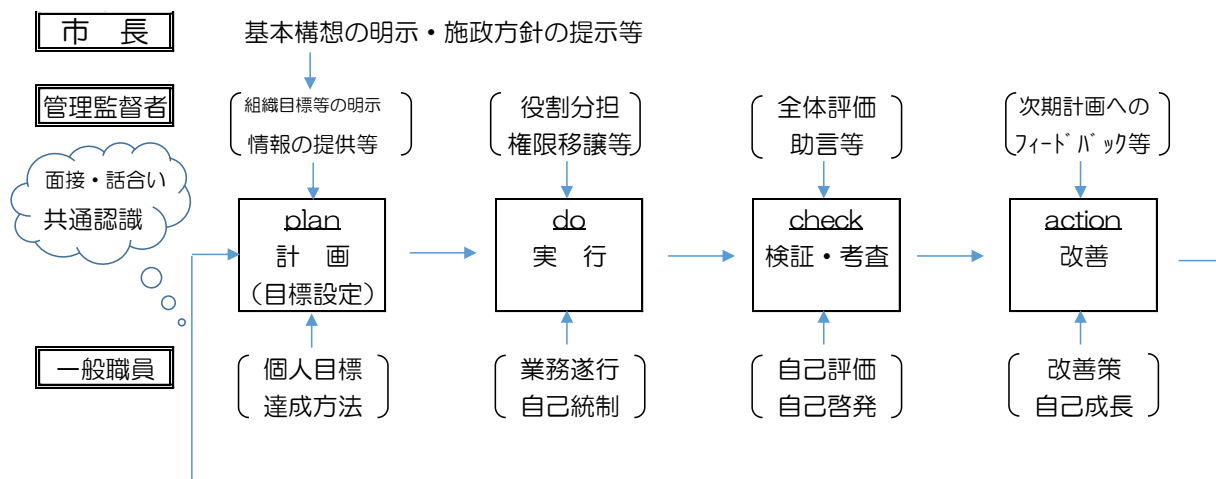 市　長
基本構想の明示・施政方針の提示等
管理監督者
組織目標等の明示
情報の提供等
役割分担
権限移譲等
全体評価
助言等
次期計画への
ﾌｨｰﾄﾞﾊﾞｯｸ等
面接・話合い
共通認識
plan
計　画
（目標設定）
do
実　行
check
検証・考査
action
改善
一般職員
個人目標
達成方法
業務遂行
自己統制
自己評価
自己啓発
改善策
自己成長